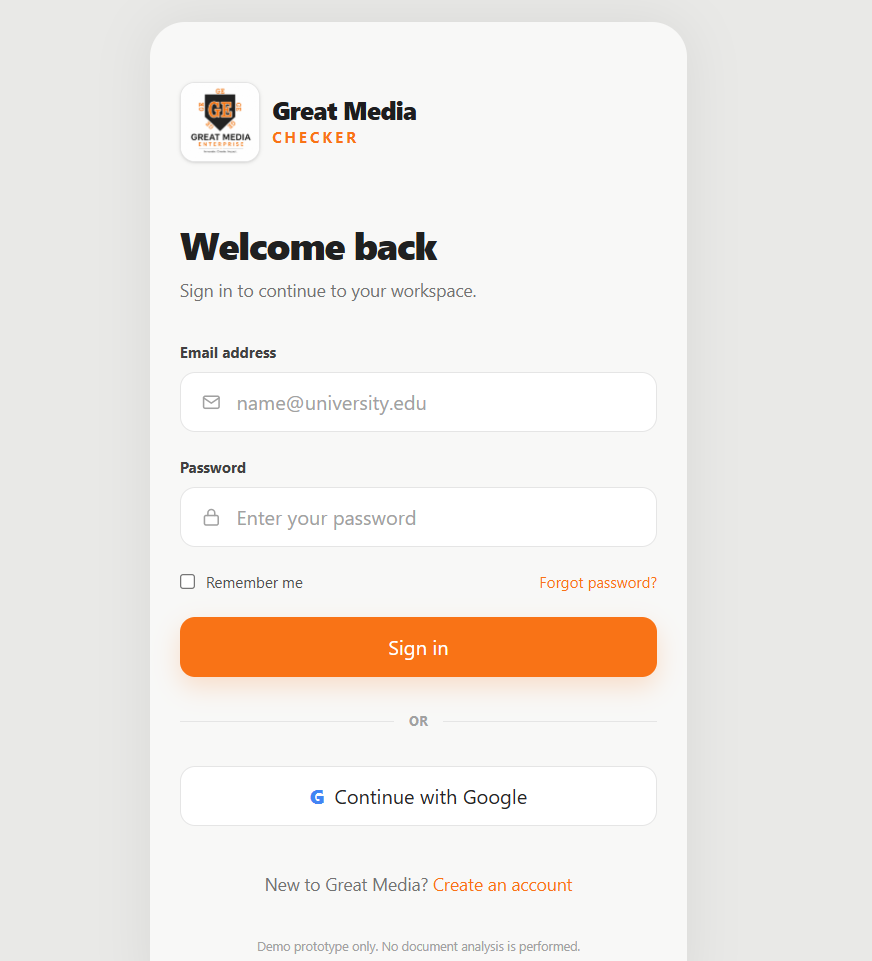 GE
GE
GREAT MEDIA
ENTERPRISE
Great Media
CHECKER
Welcome back
Sign in to continue to your workspace.
Email address
name@university.edu
Password
Enter your password
Remember me
Forgot password?
Sign in
OR
G Continue with Google
New to Great Media? Create an account
Demo prototype only. No document analysis is performed.